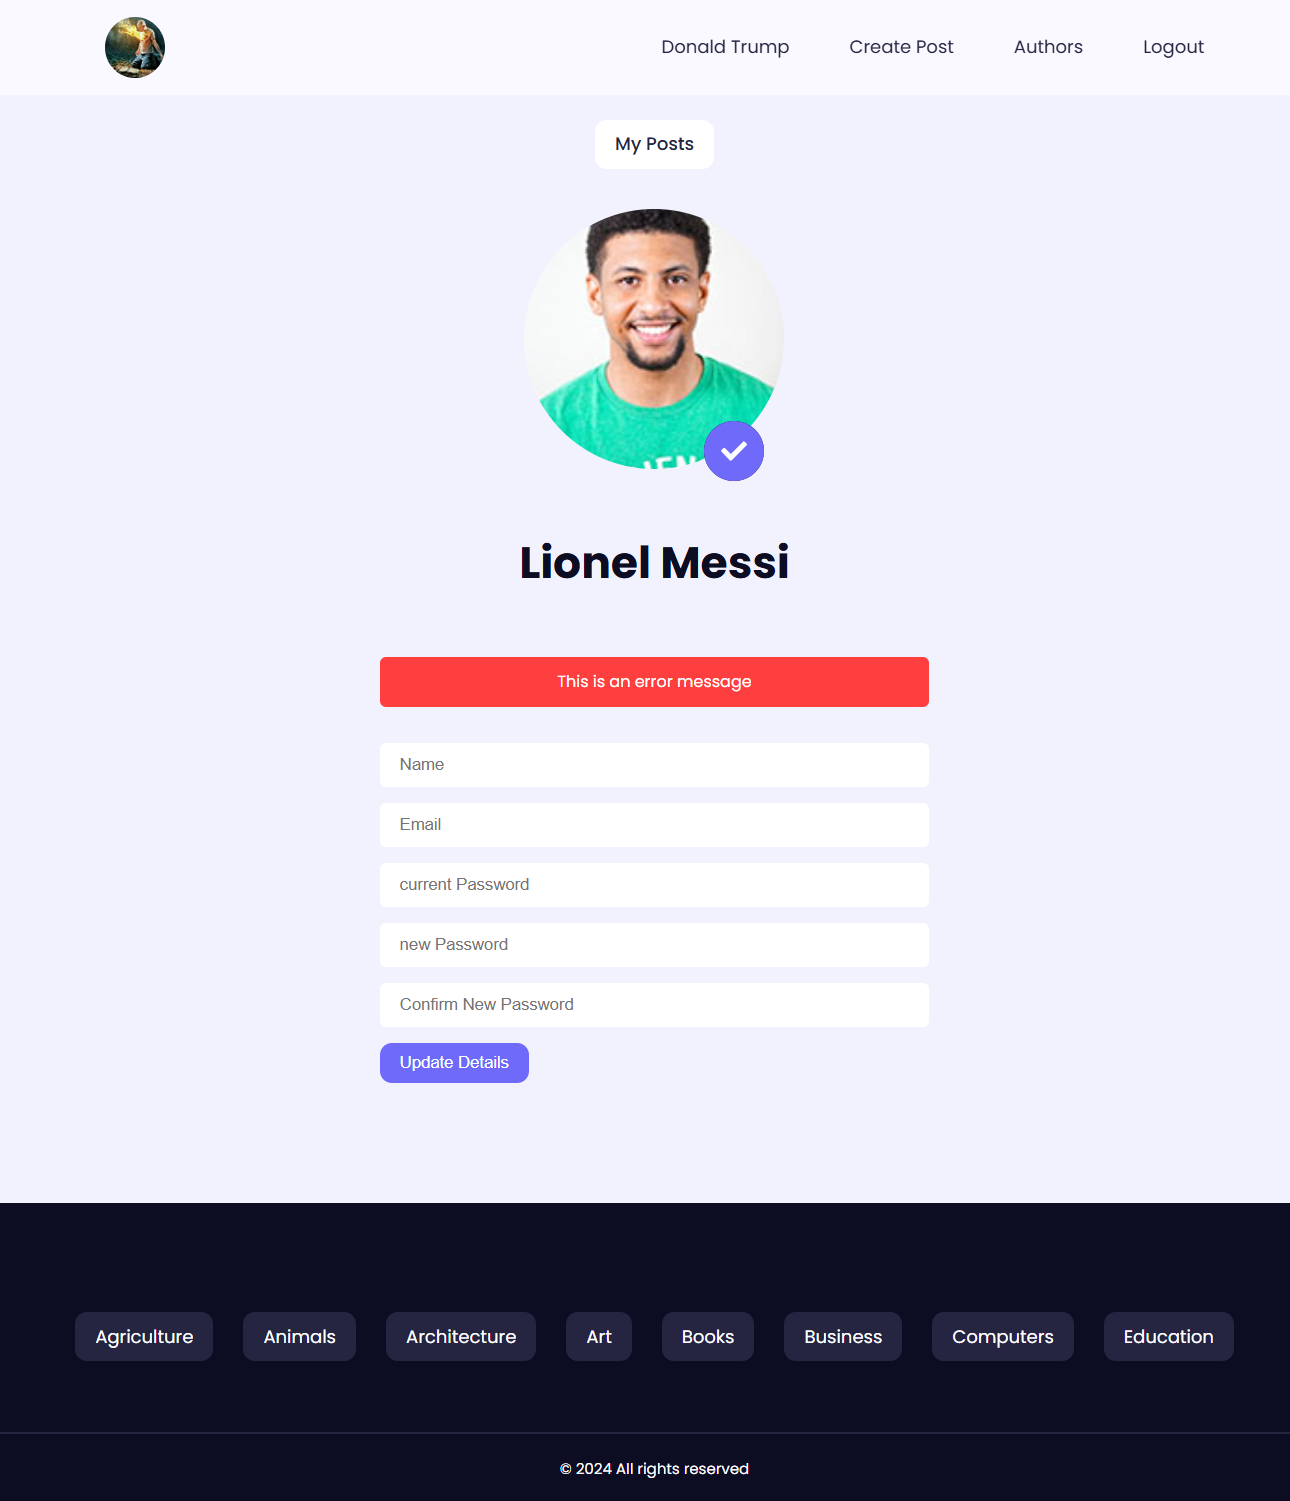 Donald Trump Create Post Authors Logout
My Posts
Lionel Messi
This is an error message
Name
Email
current Password
new Password
Confirm New Password
Update Details
Agriculture Animals Architecture Art Books Business Computers Education
© 2024 All rights reserved